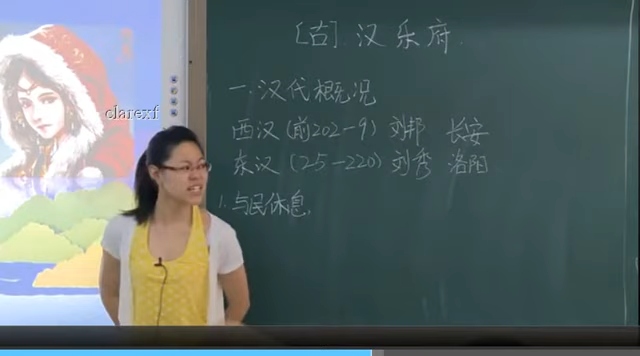 [古] 汉乐府.
一. 汉代概况
西汉 (前202-9) 刘邦 长安
东汉 (25-220) 刘秀 洛阳
1. 与民休息.
clarexf